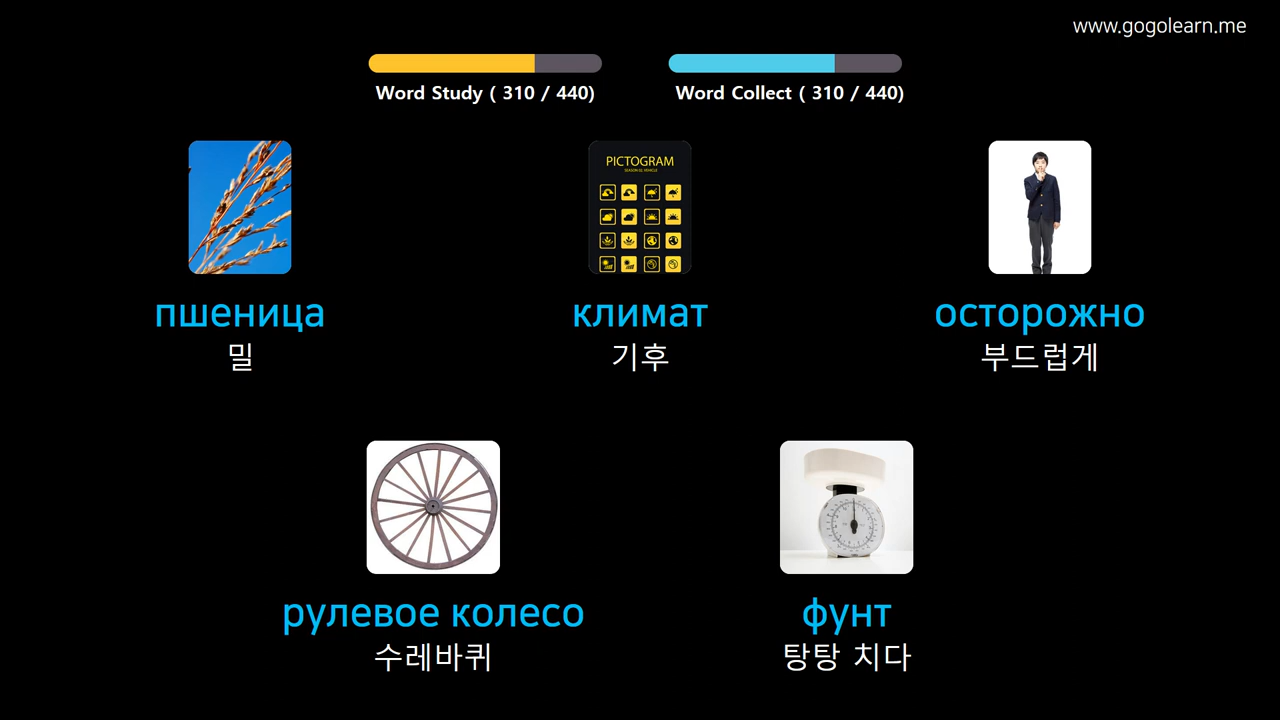 www.gogolearn.me
Word Study ( 310 / 440)
Word Collect ( 310 / 440)
PICTOGRAM
пшеница
밀
климат
기후
осторожно
부드럽게
рулевое колесо
수레바퀴
фунт
탕탕 치다